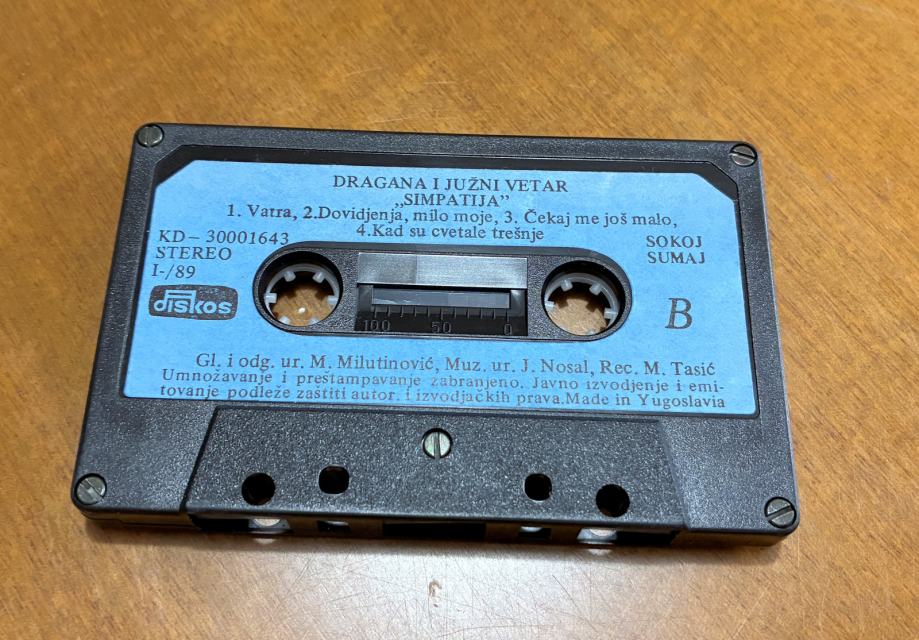 DRAGANA I JUŽNI VETAR
„SIMPATIJA”
1. Vatra, 2.Dovidjenja, milo moje, 3. Čekaj me još malo,
4.Kad su cvetale trešnje
KD – 30001643
STEREO
I-/89
diskos
SOKOJ
SUMAJ
B
100 50 0
Gl. i odg. ur. M. Milutinović, Muz. ur. J. Nosal, Rec. M. Tasić
Umnožavanje i preštampavanje zabranjeno. Javno izvodjenje i emi-
tovanje podleže zaštiti autor. i izvodjačkih prava.Made in Yugoslavia